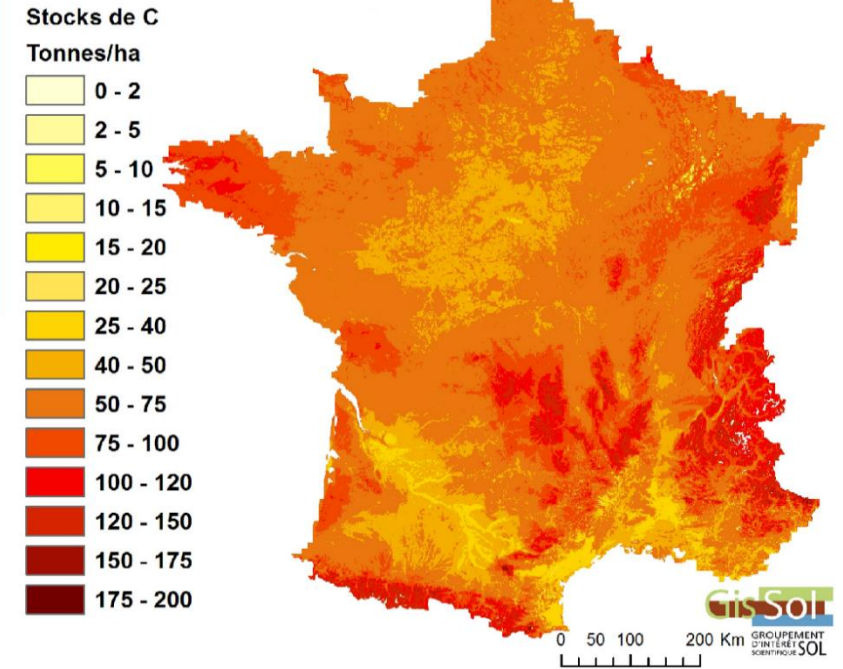 Stocks de C
Tonnes/ha
0 - 2
2 - 5
5 - 10
10 - 15
15 - 20
20 - 25
25 - 40
40 - 50
50 - 75
75 - 100
100 - 120
120 - 150
150 - 175
175 - 200
Gis Sol
0 50 100 200 Km
GROUPEMENT
D'INTÉRÊT
SCIENTIFIQUE SOL